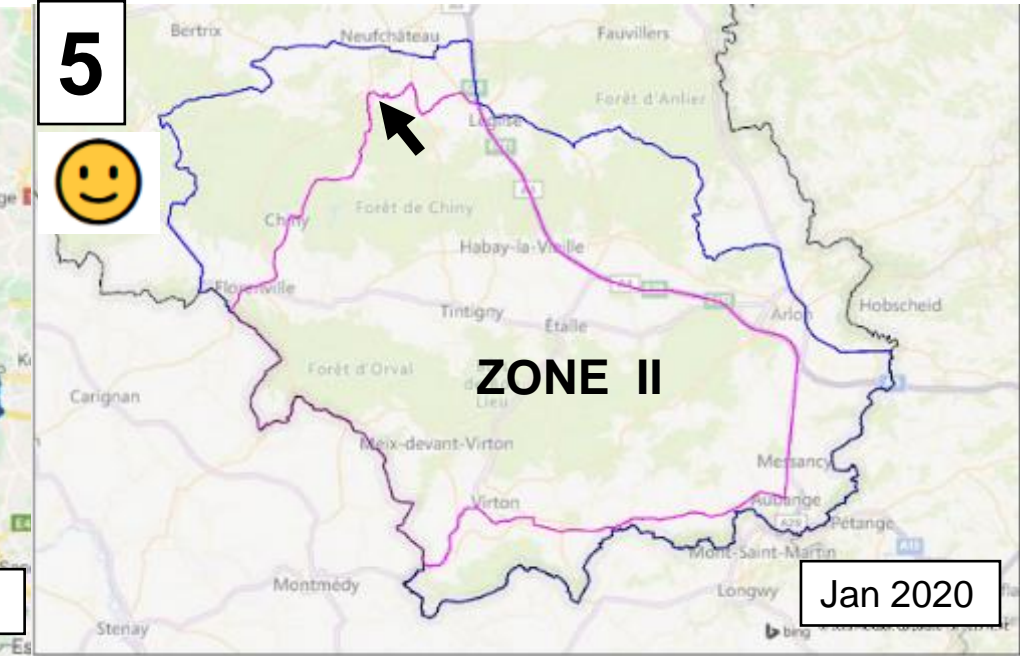 5
Bertrix
Neufchâteau
Fauvillers
Forêt d'Anlier
Léglise
ge
Chiny
Forêt de Chiny
Habay-la-Vieille
Florenville
Tintigny
Étalle
Arlon
Hobscheid
Forêt d'Orval
ZONE II
Lieu
Carignan
Meix-devant-Virton
Messancy
Virton
Aubange
Pétange
Mont-Saint-Martin
Montmédy
Longwy
Jan 2020
Stenay
bing